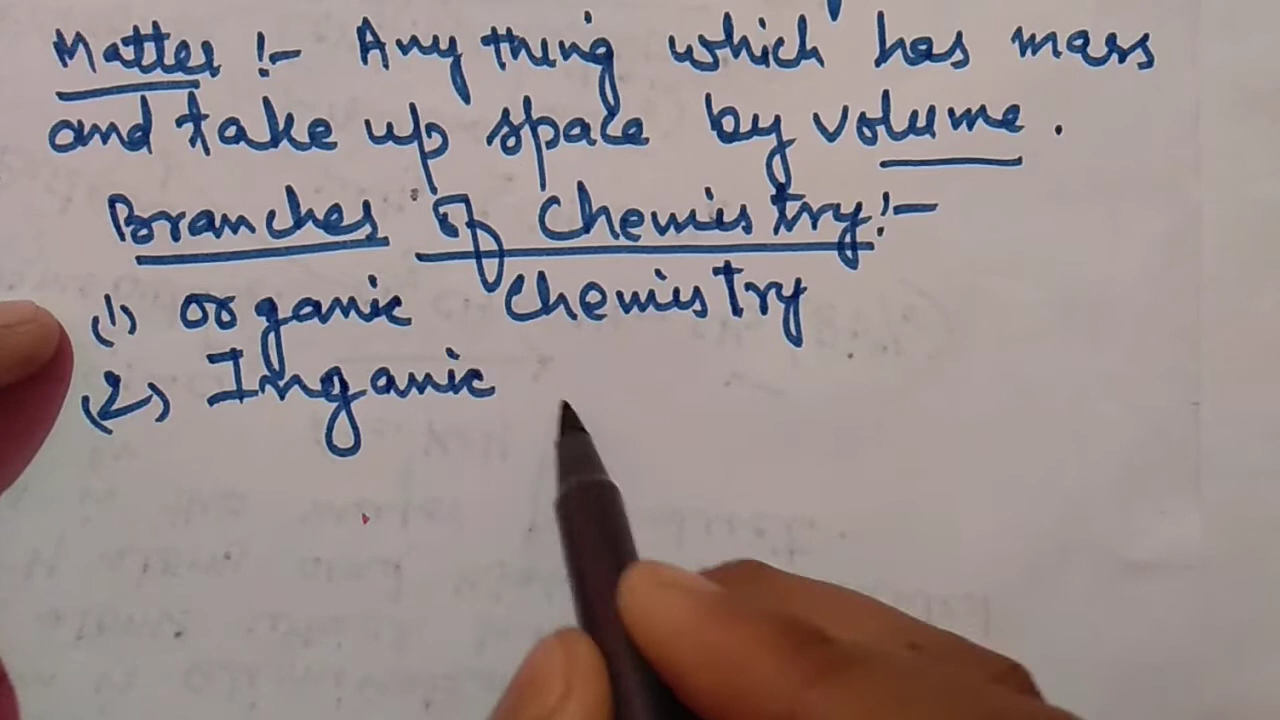 Matter :- Any thing which has mass
and take up space by volume.
Branches of Chemistry :-
(1) organic Chemistry
(2) Inganic